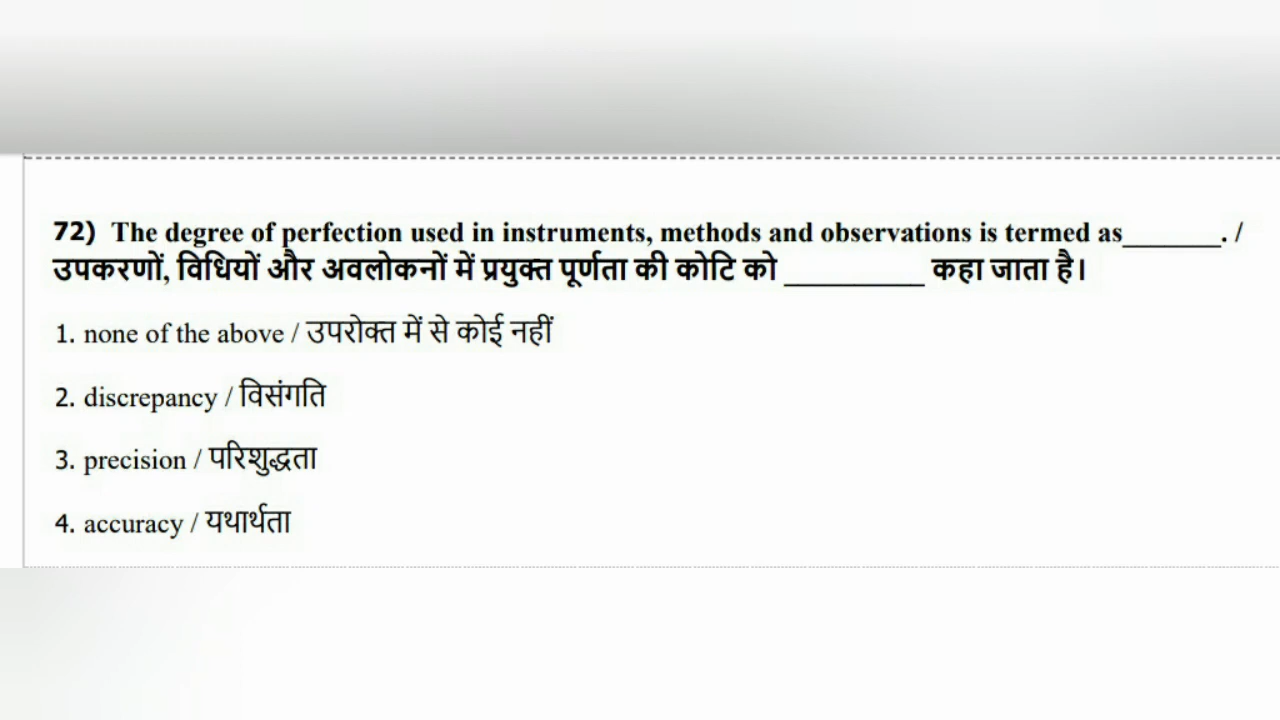 72) The degree of perfection used in instruments, methods and observations is termed as_______. /
उपकरणों, विधियों और अवलोकनों में प्रयुक्त पूर्णता की कोटि को __________ कहा जाता है।
1. none of the above / उपरोक्त में से कोई नहीं
2. discrepancy / विसंगति
3. precision / परिशुद्धता
4. accuracy / यथार्थता